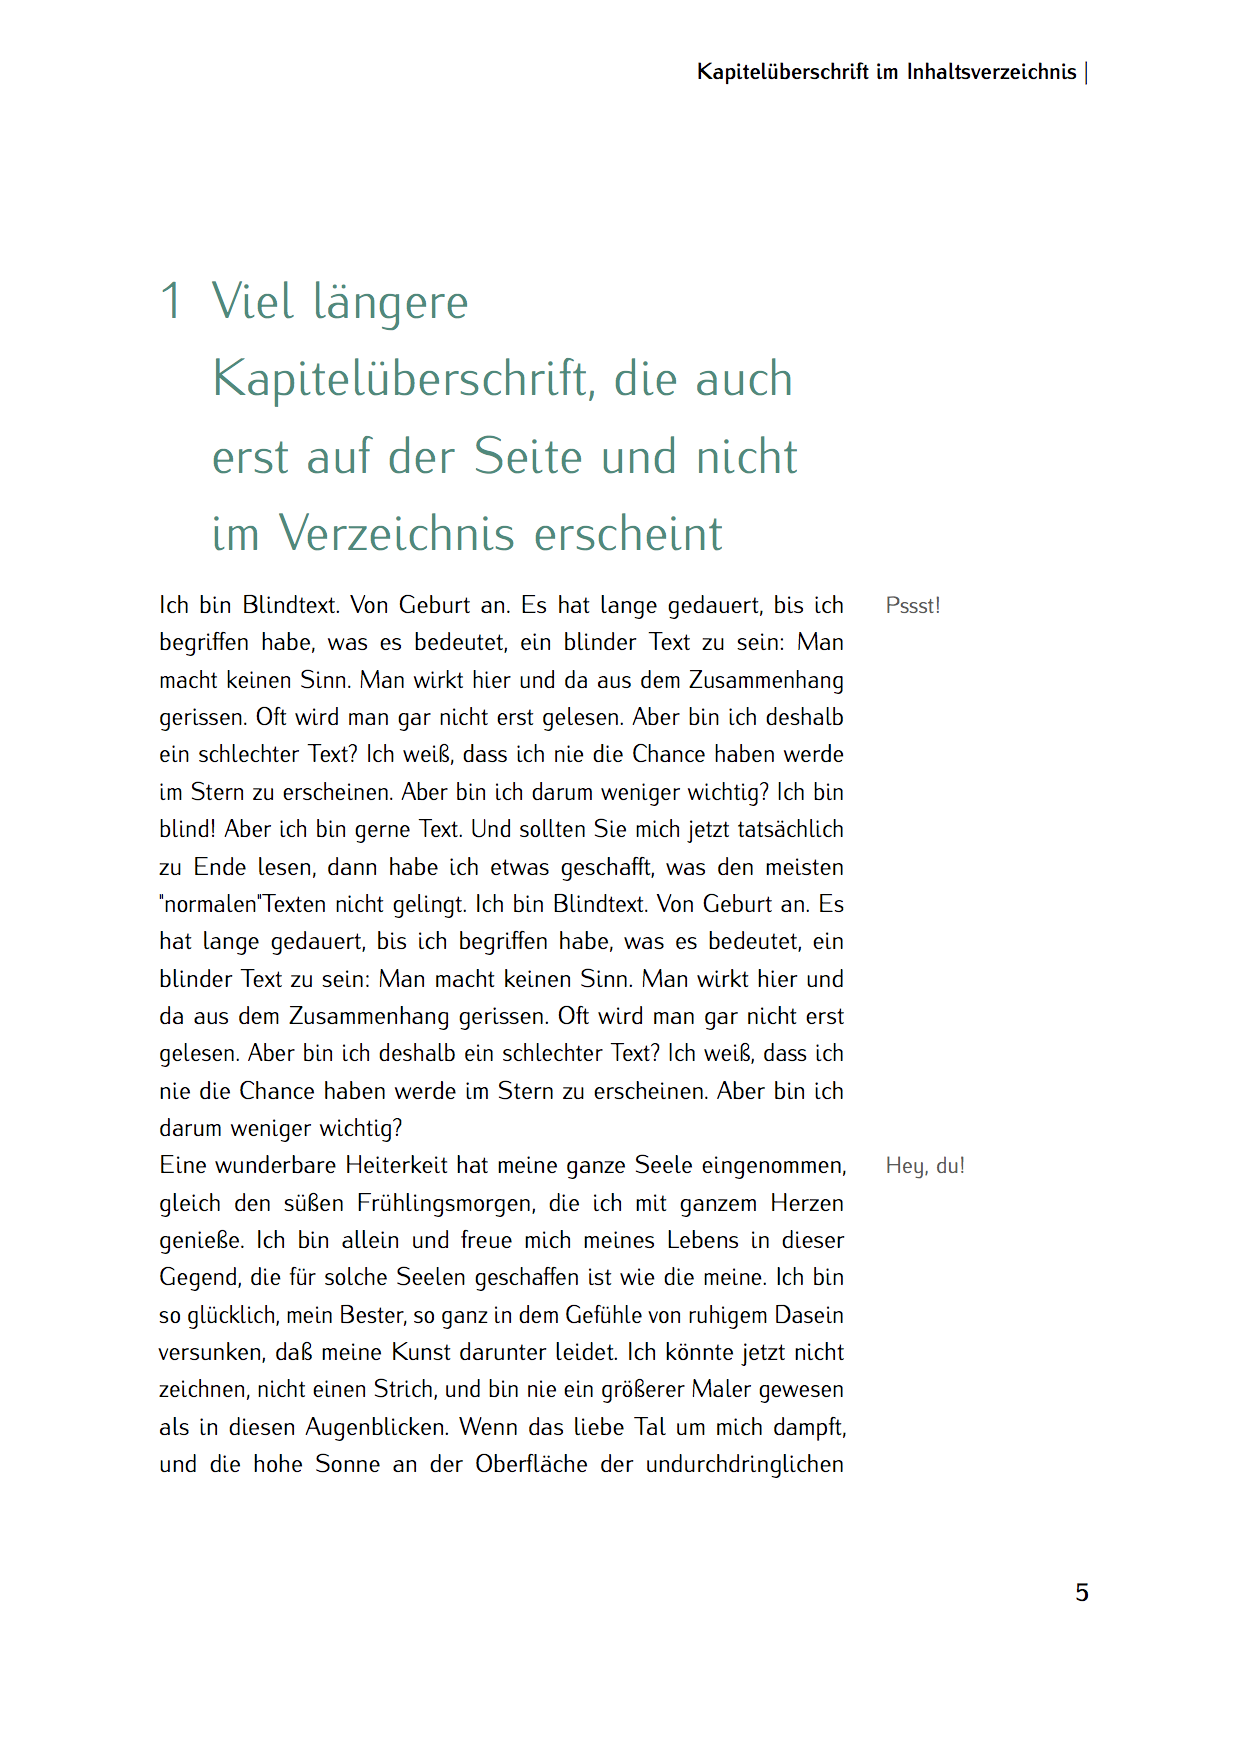 Kapitelüberschrift im Inhaltsverzeichnis |
1 Viel längere
Kapitelüberschrift, die auch
erst auf der Seite und nicht
im Verzeichnis erscheint
Ich bin Blindtext. Von Geburt an. Es hat lange gedauert, bis ich
Pssst!
begriffen habe, was es bedeutet, ein blinder Text zu sein: Man
macht keinen Sinn. Man wirkt hier und da aus dem Zusammenhang
gerissen. Oft wird man gar nicht erst gelesen. Aber bin ich deshalb
ein schlechter Text? Ich weiß, dass ich nie die Chance haben werde
im Stern zu erscheinen. Aber bin ich darum weniger wichtig? Ich bin
blind! Aber ich bin gerne Text. Und sollten Sie mich jetzt tatsächlich
zu Ende lesen, dann habe ich etwas geschafft, was den meisten
"normalen"Texten nicht gelingt. Ich bin Blindtext. Von Geburt an. Es
hat lange gedauert, bis ich begriffen habe, was es bedeutet, ein
blinder Text zu sein: Man macht keinen Sinn. Man wirkt hier und
da aus dem Zusammenhang gerissen. Oft wird man gar nicht erst
gelesen. Aber bin ich deshalb ein schlechter Text? Ich weiß, dass ich
nie die Chance haben werde im Stern zu erscheinen. Aber bin ich
darum weniger wichtig?
Eine wunderbare Heiterkeit hat meine ganze Seele eingenommen,
Hey, du!
gleich den süßen Frühlingsmorgen, die ich mit ganzem Herzen
genieße. Ich bin allein und freue mich meines Lebens in dieser
Gegend, die für solche Seelen geschaffen ist wie die meine. Ich bin
so glücklich, mein Bester, so ganz in dem Gefühle von ruhigem Dasein
versunken, daß meine Kunst darunter leidet. Ich könnte jetzt nicht
zeichnen, nicht einen Strich, und bin nie ein größerer Maler gewesen
als in diesen Augenblicken. Wenn das liebe Tal um mich dampft,
und die hohe Sonne an der Oberfläche der undurchdringlichen
5